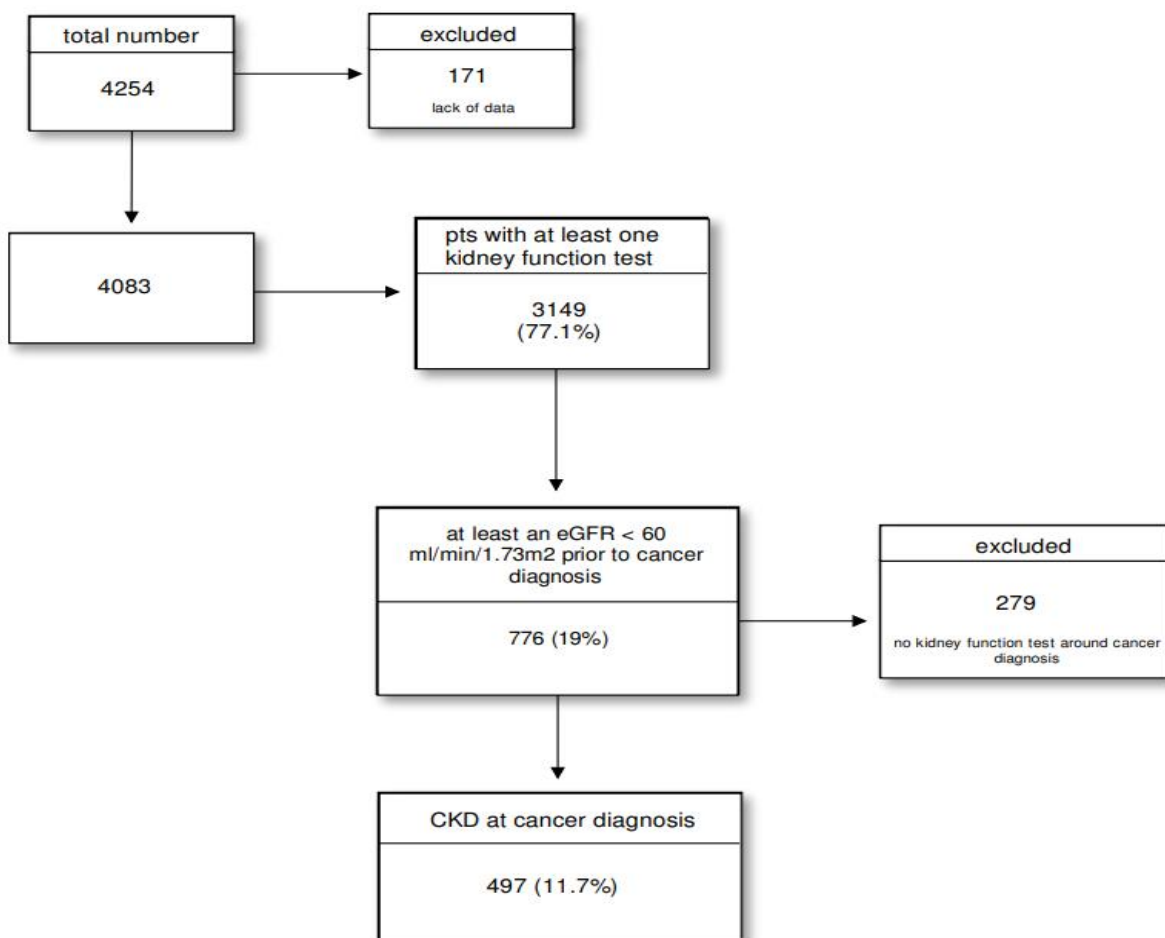 total number
4254
excluded
171
lack of data
4083
pts with at least one
kidney function test
3149
(77.1%)
at least an eGFR < 60
ml/min/1.73m2 prior to cancer
diagnosis
776 (19%)
excluded
279
no kidney function test around cancer
diagnosis
CKD at cancer diagnosis
497 (11.7%)